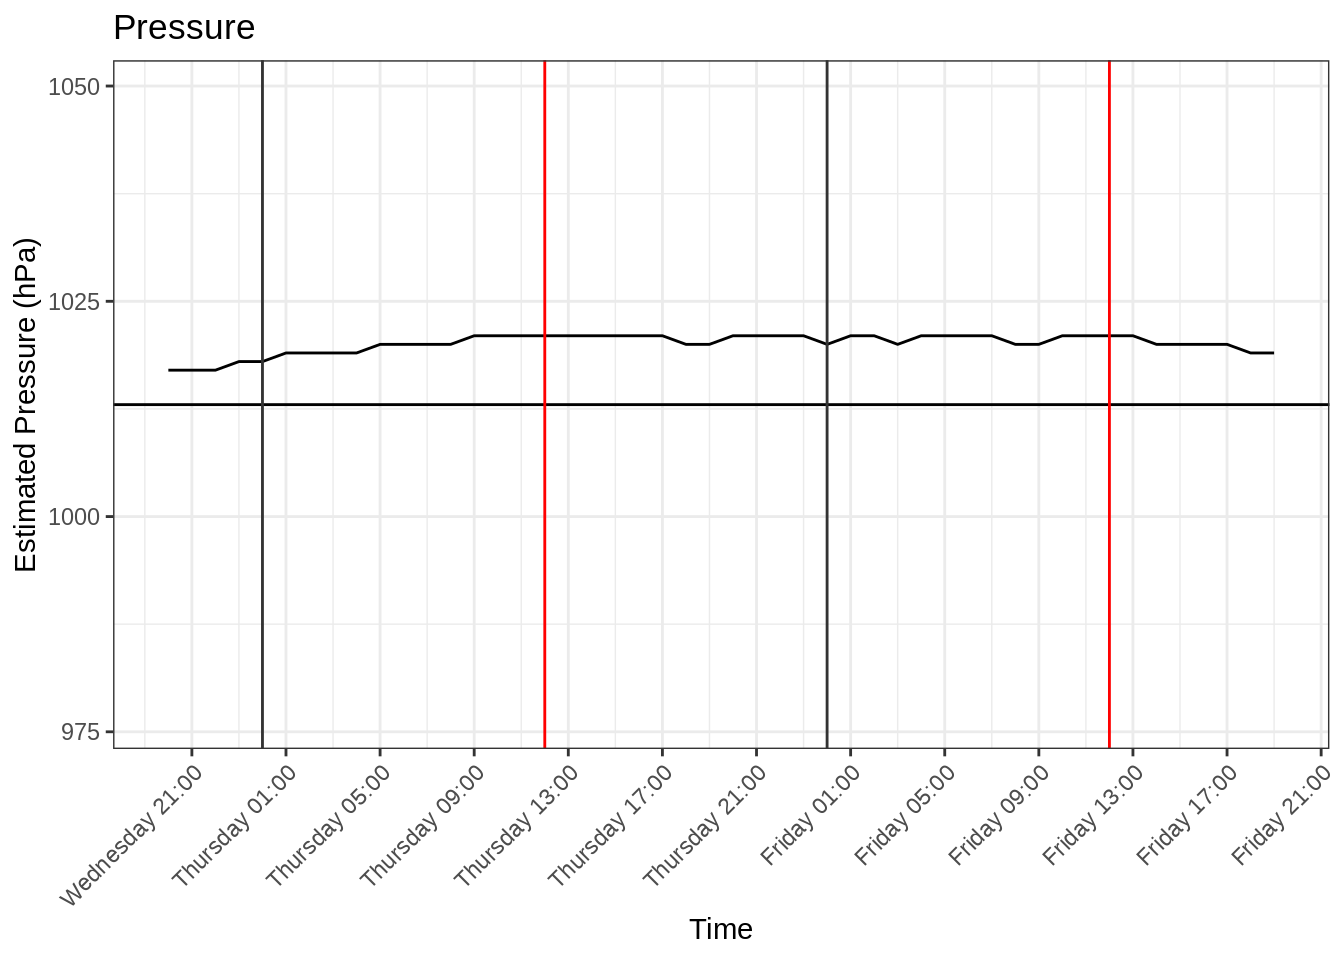 Pressure
1050
1025
1000
975
Estimated Pressure (hPa)
Wednesday 21:00
Thursday 01:00
Thursday 05:00
Thursday 09:00
Thursday 13:00
Thursday 17:00
Thursday 21:00
Friday 01:00
Friday 05:00
Friday 09:00
Friday 13:00
Friday 17:00
Friday 21:00
Time